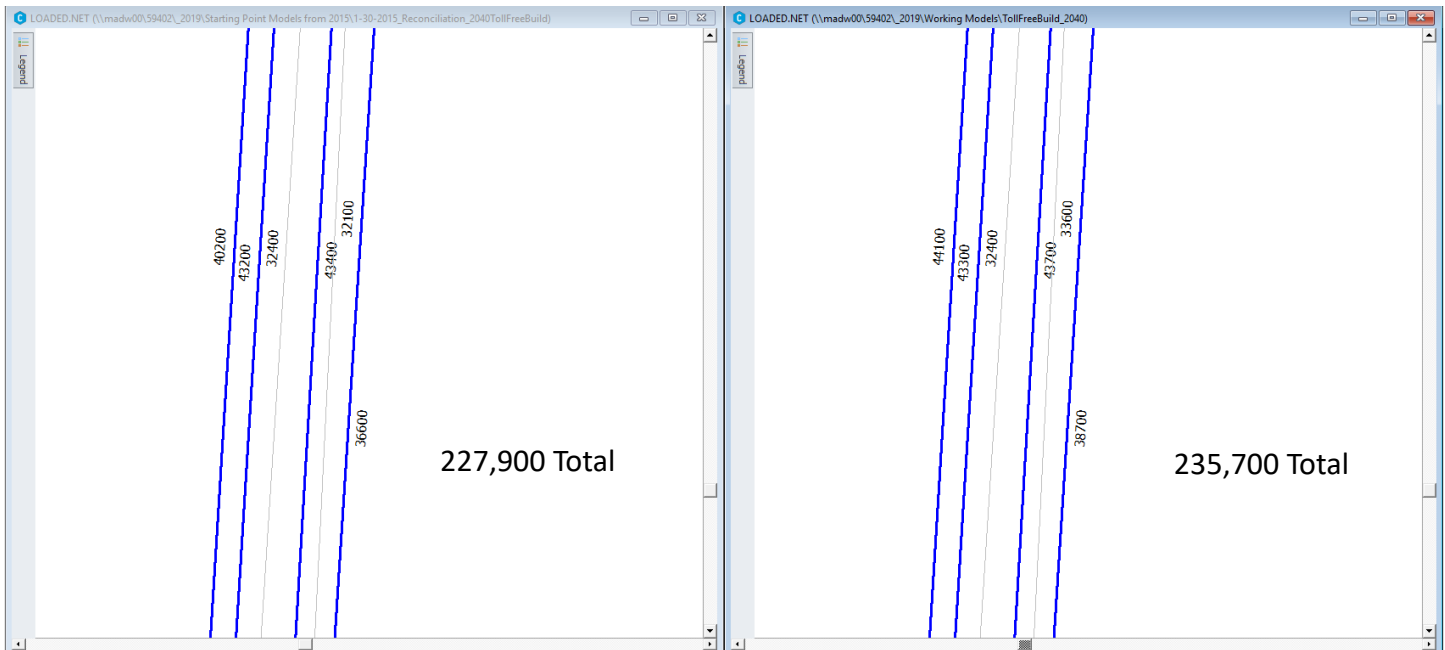 LOADED.NET (\\madw00\59402\_2019\Starting Point Models from 2015\1-30-2015_Reconciliation_2040TollFreeBuild)
Legend
40200
43200
32400
43400
32100
36600
227,900 Total
LOADED.NET (\\madw00\59402\_2019\Working Models\TollFreeBuild_2040)
Legend
44100
43300
32400
43700
33600
38700
235,700 Total